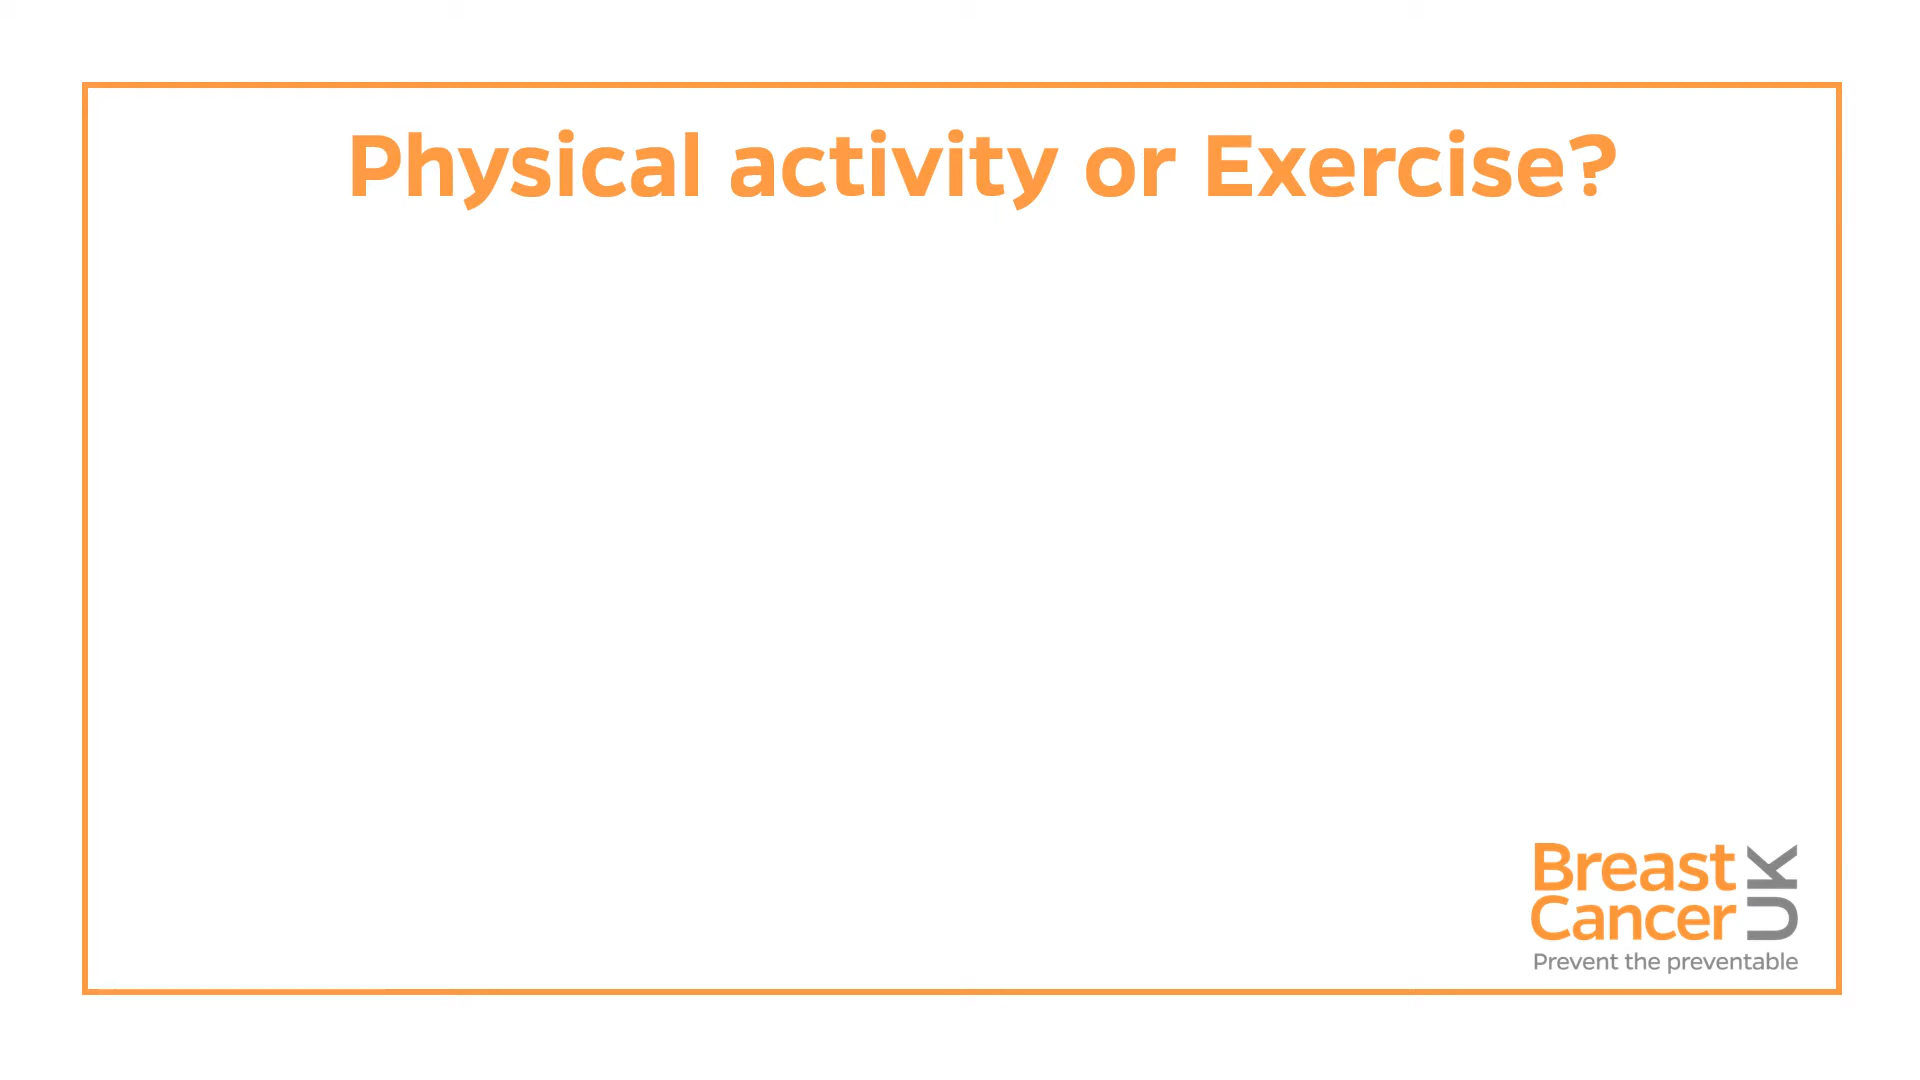 Physical activity or Exercise?
Breast
Cancer
UK
Prevent the preventable